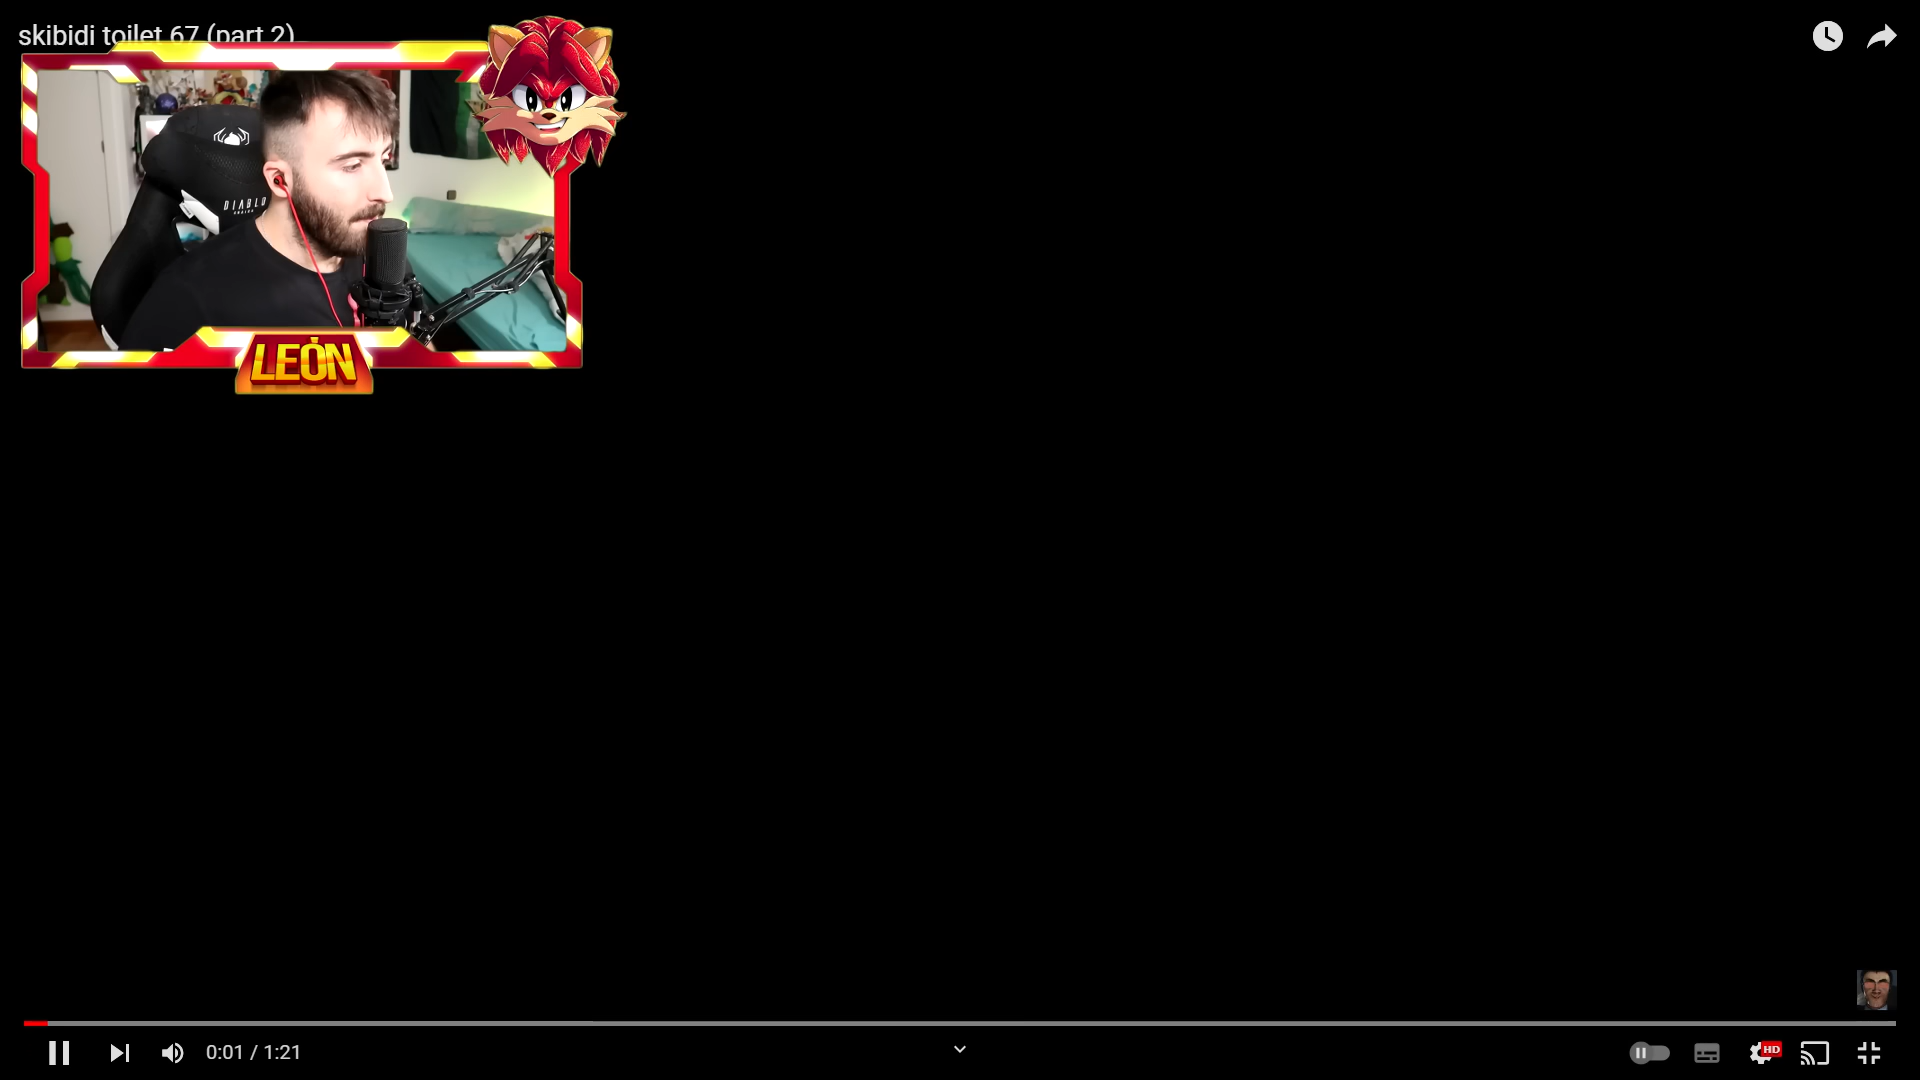 skibidi toilet 67 (part 2)
DIABLO
LEÓN
0:01 / 1:21
HD